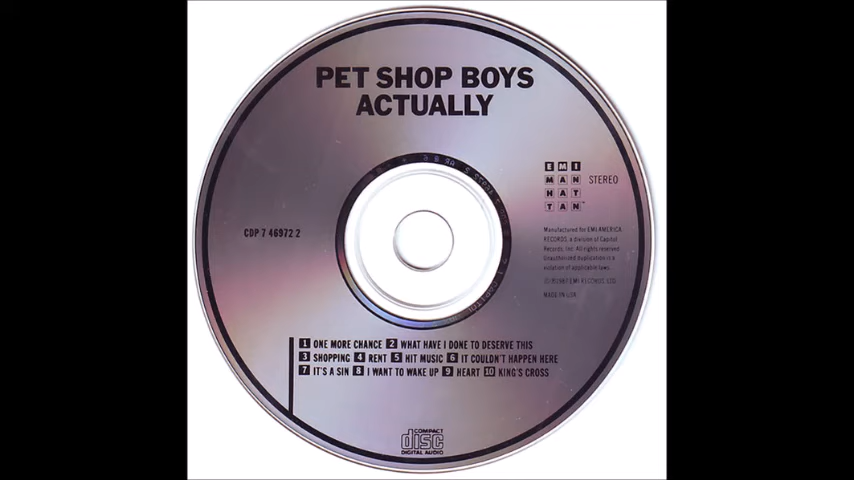 PET SHOP BOYS
ACTUALLY
EMI
MAN
HAT
TAN
STEREO
CDP 7 46972 2
Manufactured for EMI-AMERICA
RECORDS, a division of Capitol
Records, Inc. All rights reserved
Unauthorized duplication is a
violation of applicable laws.
MADE IN USA
1 ONE MORE CHANCE 2 WHAT HAVE I DONE TO DESERVE THIS
3 SHOPPING 4 RENT 5 HIT MUSIC 6 IT COULDN'T HAPPEN HERE
7 IT'S A SIN 8 I WANT TO WAKE UP 9 HEART 10 KING'S CROSS
COMPACT
disc
DIGITAL AUDIO